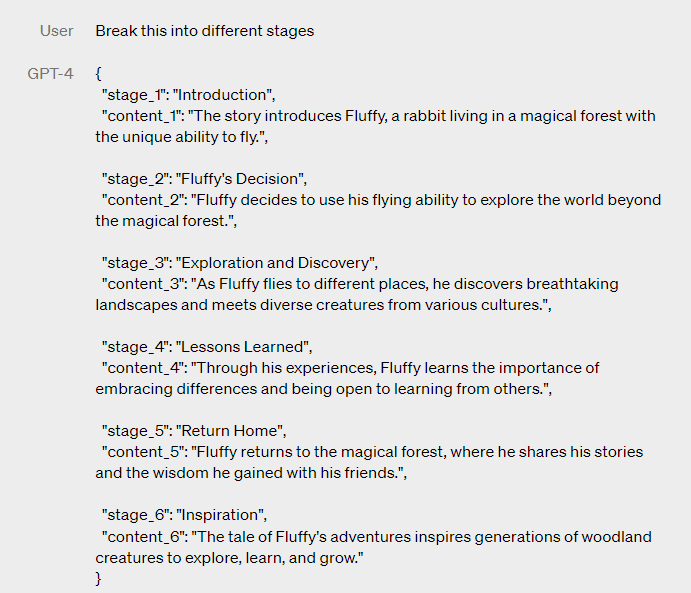 User Break this into different stages
GPT-4 {
"stage_1": "Introduction",
"content_1": "The story introduces Fluffy, a rabbit living in a magical forest with
the unique ability to fly.",
"stage_2": "Fluffy's Decision",
"content_2": "Fluffy decides to use his flying ability to explore the world beyond
the magical forest.",
"stage_3": "Exploration and Discovery",
"content_3": "As Fluffy flies to different places, he discovers breathtaking
landscapes and meets diverse creatures from various cultures.",
"stage_4": "Lessons Learned",
"content_4": "Through his experiences, Fluffy learns the importance of
embracing differences and being open to learning from others.",
"stage_5": "Return Home",
"content_5": "Fluffy returns to the magical forest, where he shares his stories
and the wisdom he gained with his friends.",
"stage_6": "Inspiration",
"content_6": "The tale of Fluffy's adventures inspires generations of woodland
creatures to explore, learn, and grow."
}